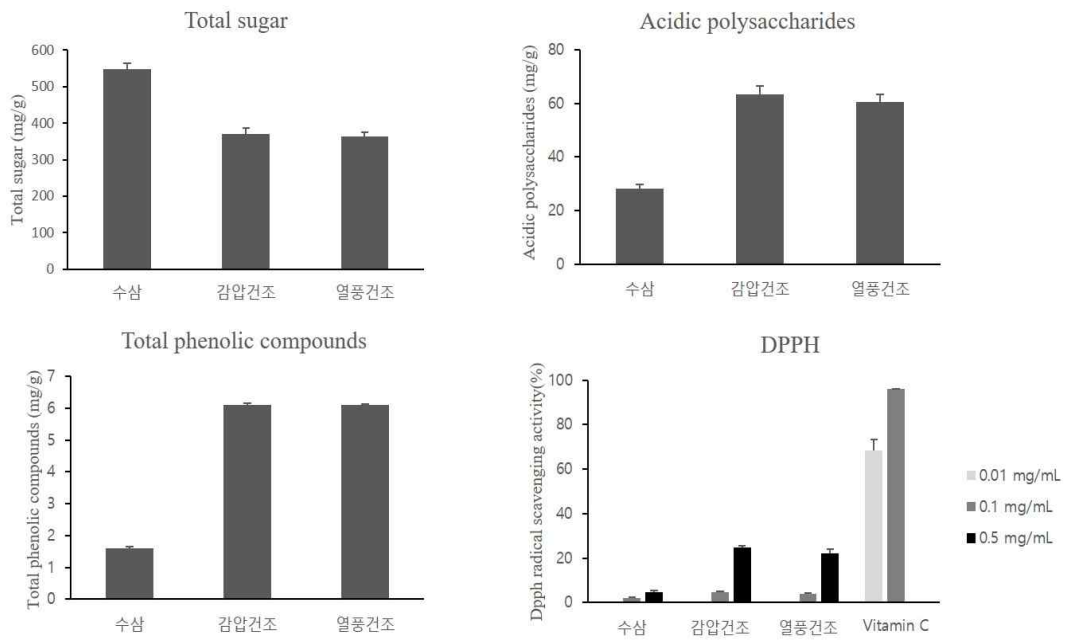 Total sugar
Total sugar (mg/g)
600
500
400
300
200
100
0
수삼 감압건조 열풍건조
Acidic polysaccharides
Acidic polysaccharides (mg/g)
80
60
40
20
0
수삼 감압건조 열풍건조
Total phenolic compounds
Total phenolic compounds (mg/g)
7
6
5
4
3
2
1
0
수삼 감압건조 열풍건조
DPPH
Dpph radical scavenging activity(%)
100
80
60
40
20
0
수삼 감압건조 열풍건조 Vitamin C
0.01 mg/mL
0.1 mg/mL
0.5 mg/mL